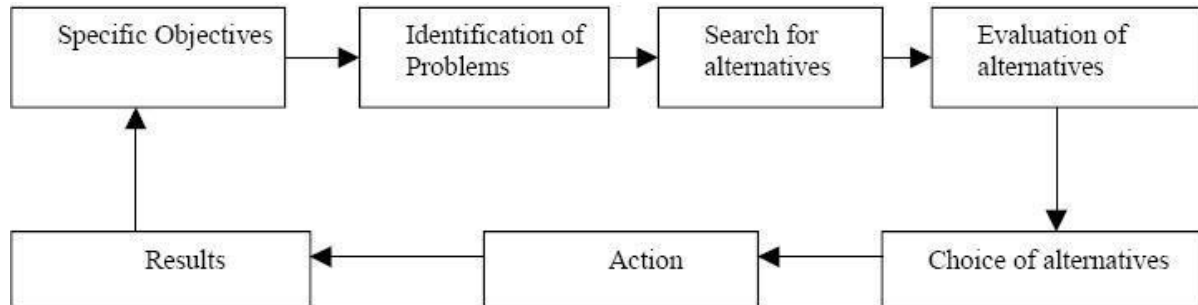 Specific Objectives
Identification of
Problems
Search for
alternatives
Evaluation of
alternatives
Choice of alternatives
Action
Results